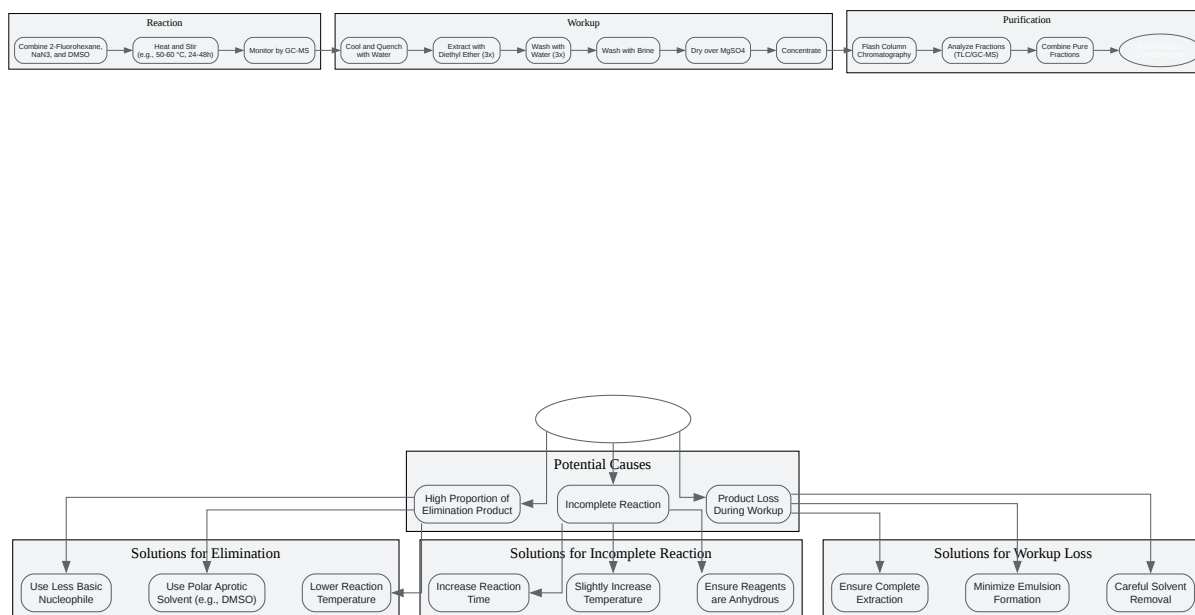 Reaction
Combine 2-Fluorohexane,
NaN3, and DMSO
Heat and Stir
(e.g., 50-60 °C, 24-48h)
Monitor by GC-MS
Workup
Cool and Quench
with Water
Extract with
Diethyl Ether (3x)
Wash with
Water (3x)
Wash with Brine
Dry over MgSO4
Concentrate
Purification
Flash Column
Chromatography
Analyze Fractions
(TLC/GC-MS)
Combine Pure
Fractions
Potential Causes
High Proportion of
Elimination Product
Incomplete Reaction
Product Loss
During Workup
Solutions for Elimination
Use Less Basic
Nucleophile
Use Polar Aprotic
Solvent (e.g., DMSO)
Lower Reaction
Temperature
Solutions for Incomplete Reaction
Increase Reaction
Time
Slightly Increase
Temperature
Ensure Reagents
are Anhydrous
Solutions for Workup Loss
Ensure Complete
Extraction
Minimize Emulsion
Formation
Careful Solvent
Removal